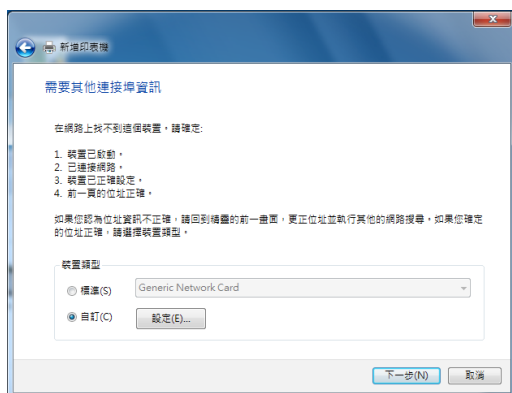 新增印表機
需要其他連接埠資訊
在網路上找不到這個裝置，請確定:
1. 裝置已啟動。
2. 已連接網路。
3. 裝置已正確設定。
4. 前一頁的位址正確。
如果您認為位址資訊不正確，請回到精靈的前一畫面，更正位址並執行其他的網路搜尋。如果您確定
的位址正確，請選擇裝置類型。
裝置類型
標準(S)
Generic Network Card
自訂(C)
設定(E)...
下一步(N)
取消